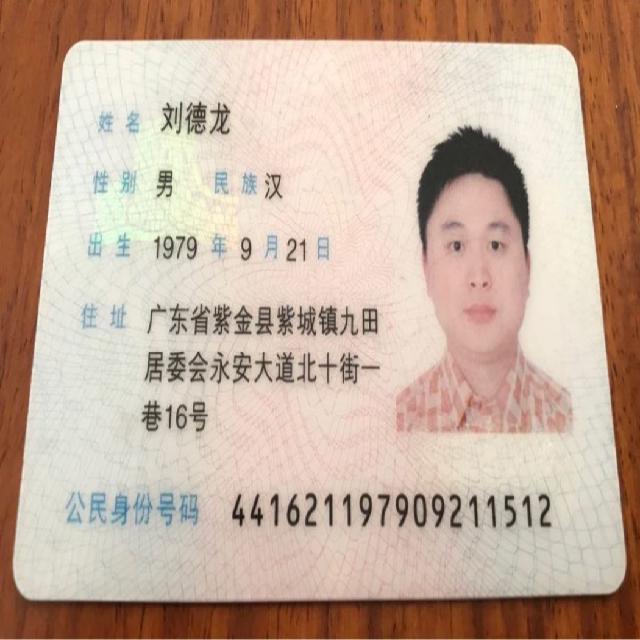 姓名 刘德龙
性别 男 民族 汉
出生 1979 年 9 月 21 日
住址 广东省紫金县紫城镇九田
居委会永安大道北十街一
巷16号
公民身份号码 441621197909211512